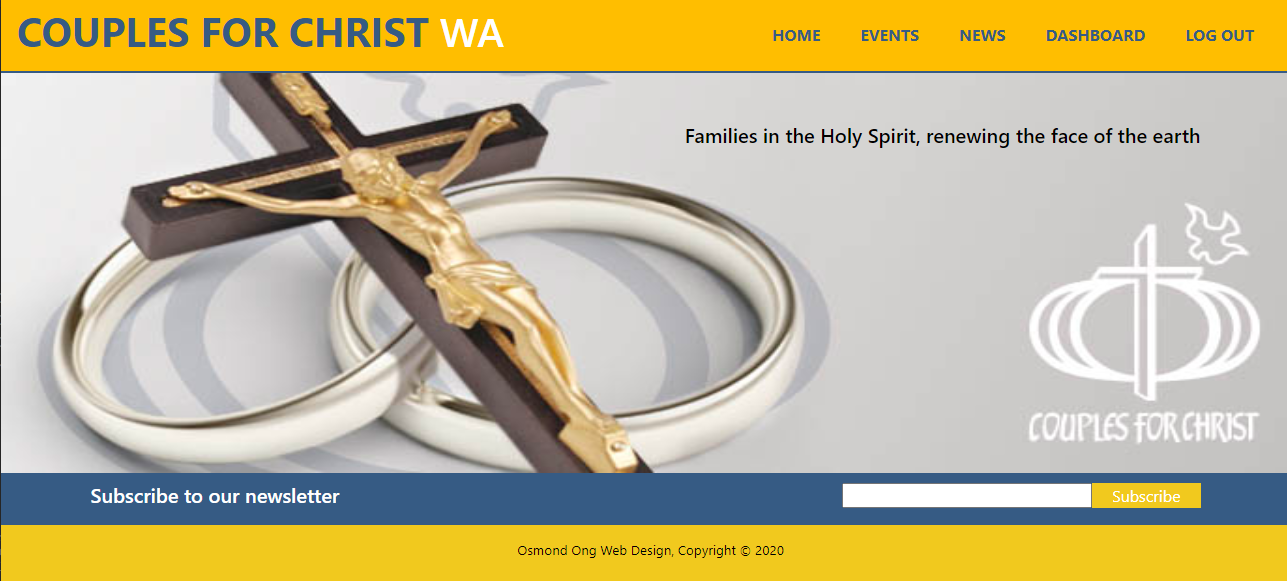 COUPLES FOR CHRIST WA
HOME EVENTS NEWS DASHBOARD LOG OUT
Families in the Holy Spirit, renewing the face of the earth
COUPLES FOR CHRIST
Subscribe to our newsletter
Subscribe
Osmond Ong Web Design, Copyright © 2020